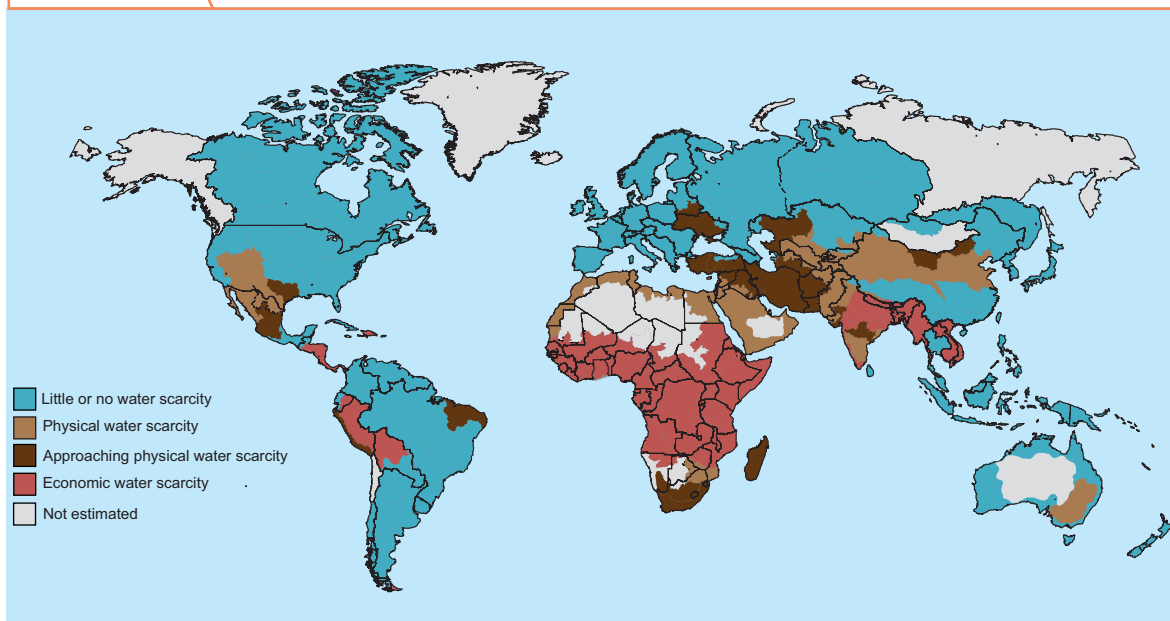 Little or no water scarcity
Physical water scarcity
Approaching physical water scarcity
Economic water scarcity
Not estimated